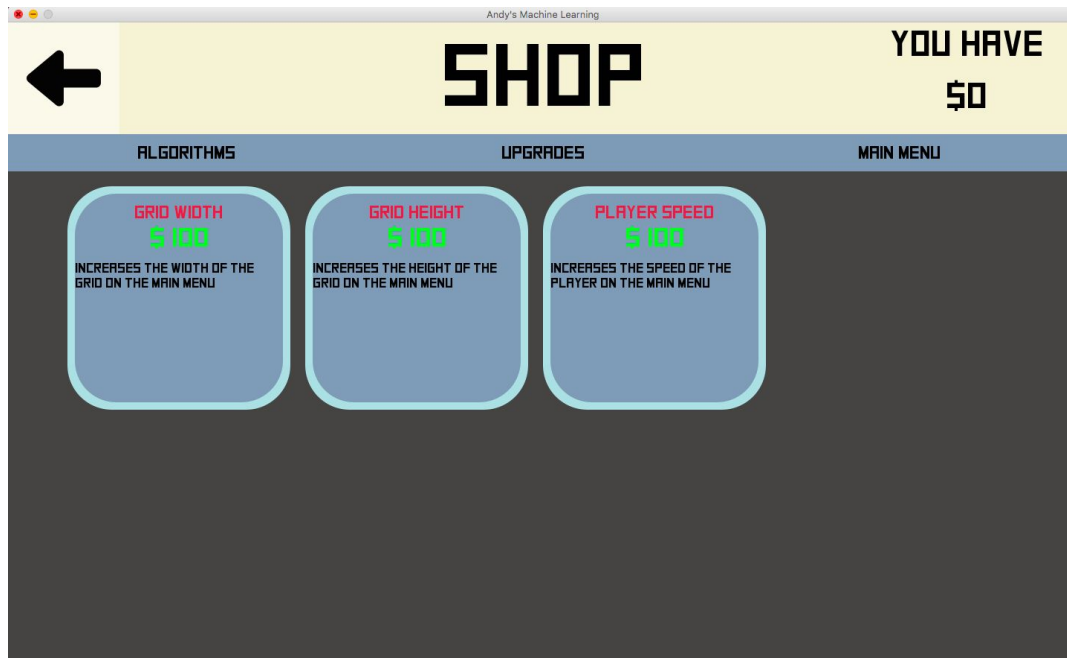 Andy's Machine Learning
SHOP
YOU HAVE
$0
ALGORITHMS
UPGRADES
MAIN MENU
GRID WIDTH
$ 100
INCREASES THE WIDTH OF THE
GRID ON THE MAIN MENU
GRID HEIGHT
$ 100
INCREASES THE HEIGHT OF THE
GRID ON THE MAIN MENU
PLAYER SPEED
$ 100
INCREASES THE SPEED OF THE
PLAYER ON THE MAIN MENU